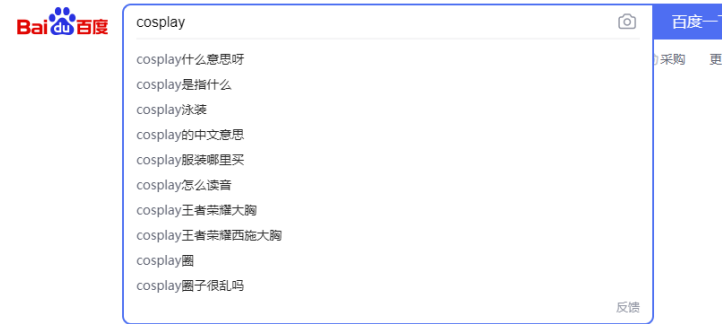 Bai du 百度
cosplay
百度一
cosplay什么意思呀
采购 更
cosplay是指什么
cosplay泳装
cosplay的中文意思
cosplay服装哪里买
cosplay怎么读音
cosplay王者荣耀大胸
cosplay王者荣耀西施大胸
cosplay圈
cosplay圈子很乱吗
反馈